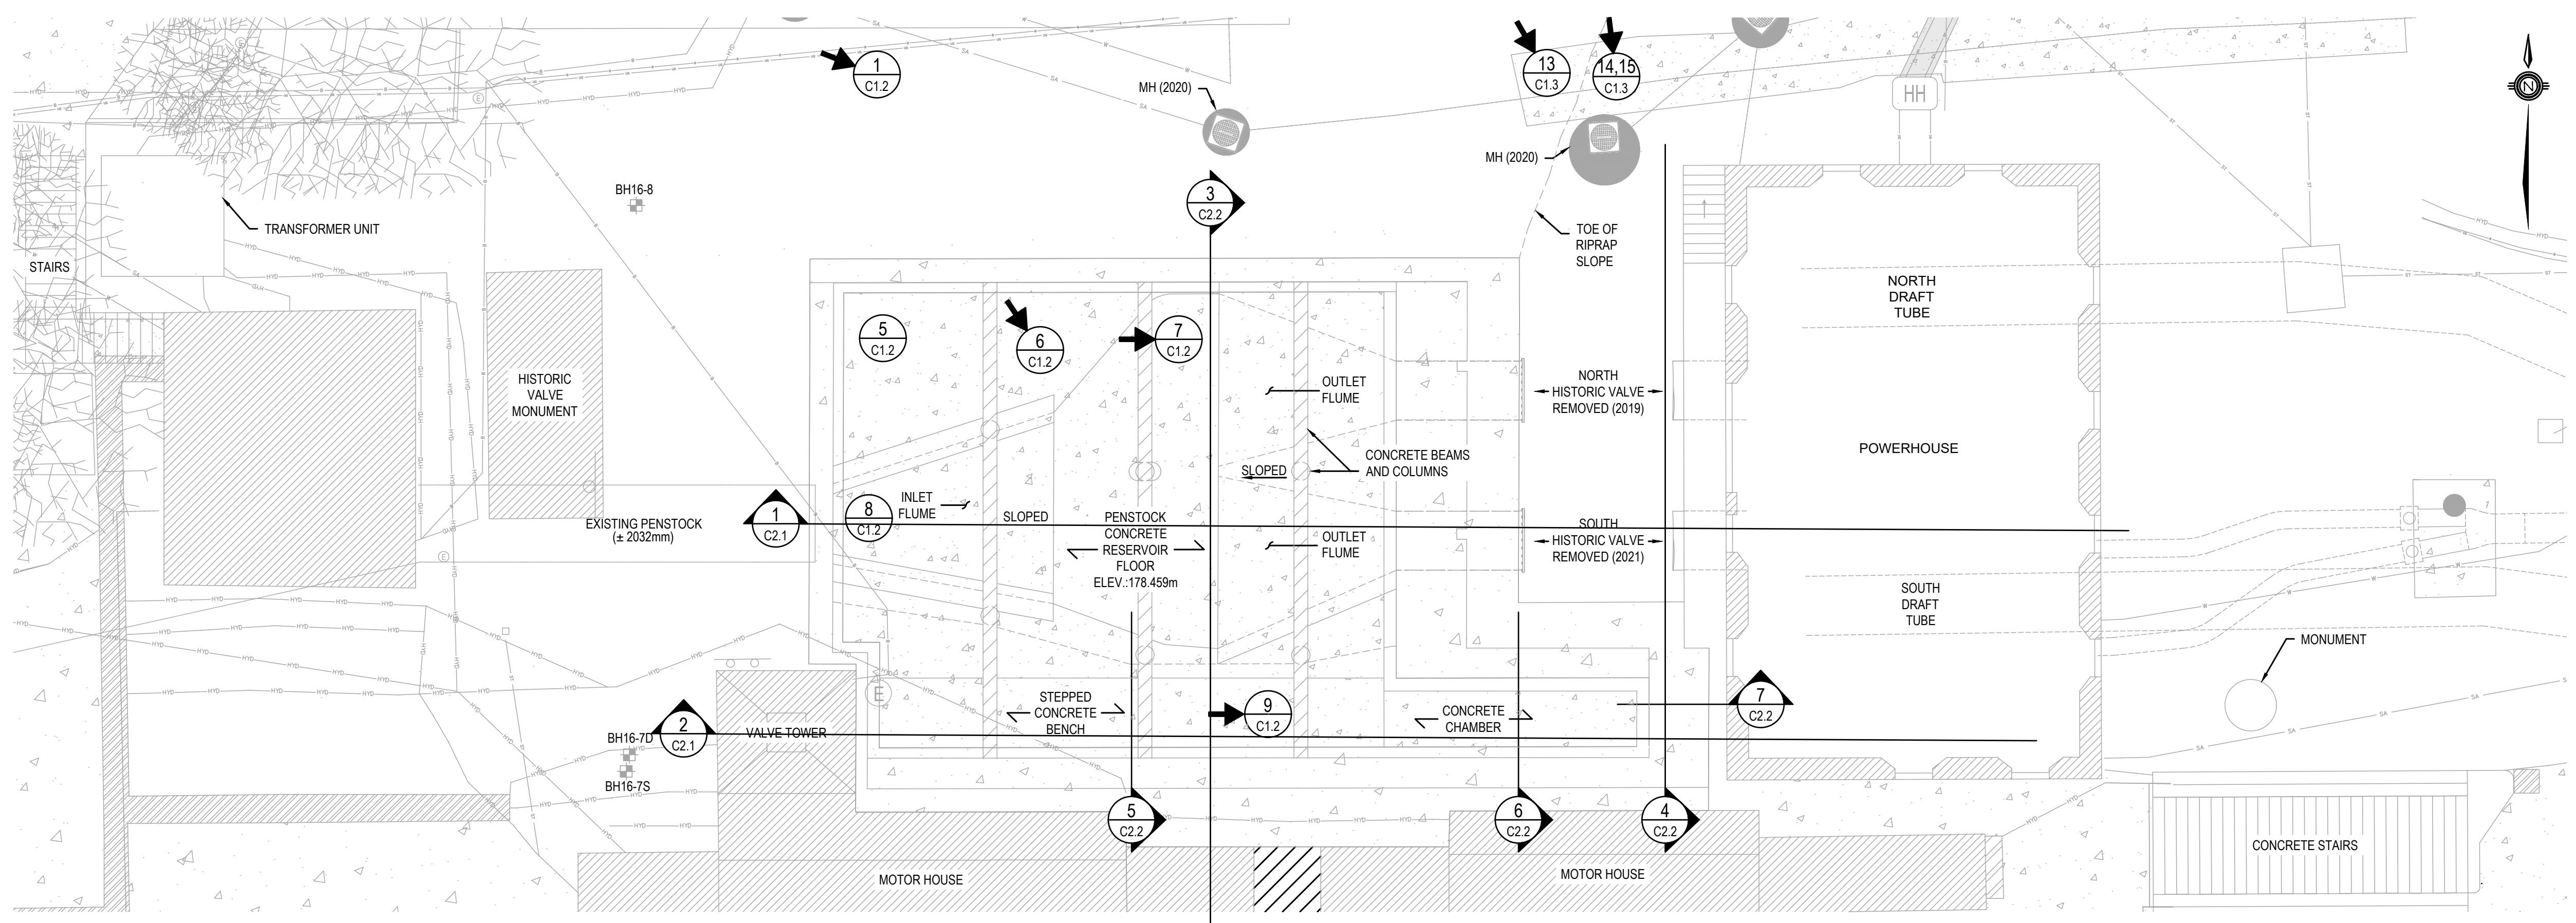 1
C1.2
13
C1.3
14,15
C1.3
MH (2020)
HH
N
MH (2020)
BH16-8
3
C2.2
TRANSFORMER UNIT
TOE OF
RIPRAP
SLOPE
STAIRS
NORTH
DRAFT
TUBE
5
C1.2
6
C1.2
7
C1.2
HISTORIC
VALVE
MONUMENT
OUTLET
FLUME
NORTH
HISTORIC VALVE
REMOVED (2019)
POWERHOUSE
CONCRETE BEAMS
AND COLUMNS
SLOPED
INLET
FLUME
8
C1.2
1
C2.1
EXISTING PENSTOCK
(± 2032mm)
SLOPED
PENSTOCK
CONCRETE
RESERVOIR
FLOOR
ELEV.:178.459m
OUTLET
FLUME
SOUTH
HISTORIC VALVE
REMOVED (2021)
SOUTH
DRAFT
TUBE
MONUMENT
E
STEPPED
CONCRETE
BENCH
9
C1.2
CONCRETE
CHAMBER
7
C2.2
2
C2.1
VALVE TOWER
BH16-7D
BH16-7S
5
C2.2
6
C2.2
4
C2.2
CONCRETE STAIRS
MOTOR HOUSE
MOTOR HOUSE